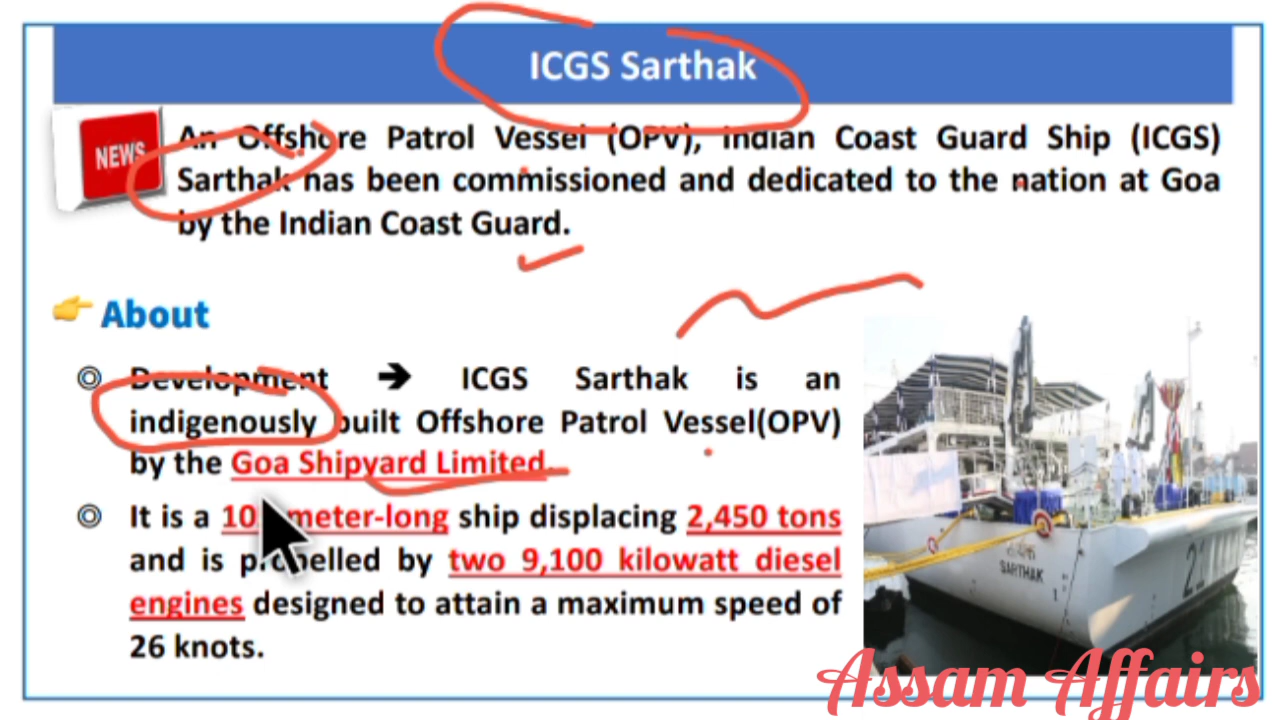 ICGS Sarthak
NEWS
An Offshore Patrol Vessel (OPV), Indian Coast Guard Ship (ICGS)
Sarthak has been commissioned and dedicated to the nation at Goa
by the Indian Coast Guard.
About
Development ➔ ICGS Sarthak is an
indigenously built Offshore Patrol Vessel(OPV)
by the Goa Shipyard Limited.
It is a meter-long ship displacing 2,450 tons
and is propelled by two 9,100 kilowatt diesel
engines designed to attain a maximum speed of
26 knots.
SARTHAK
Assam Affairs